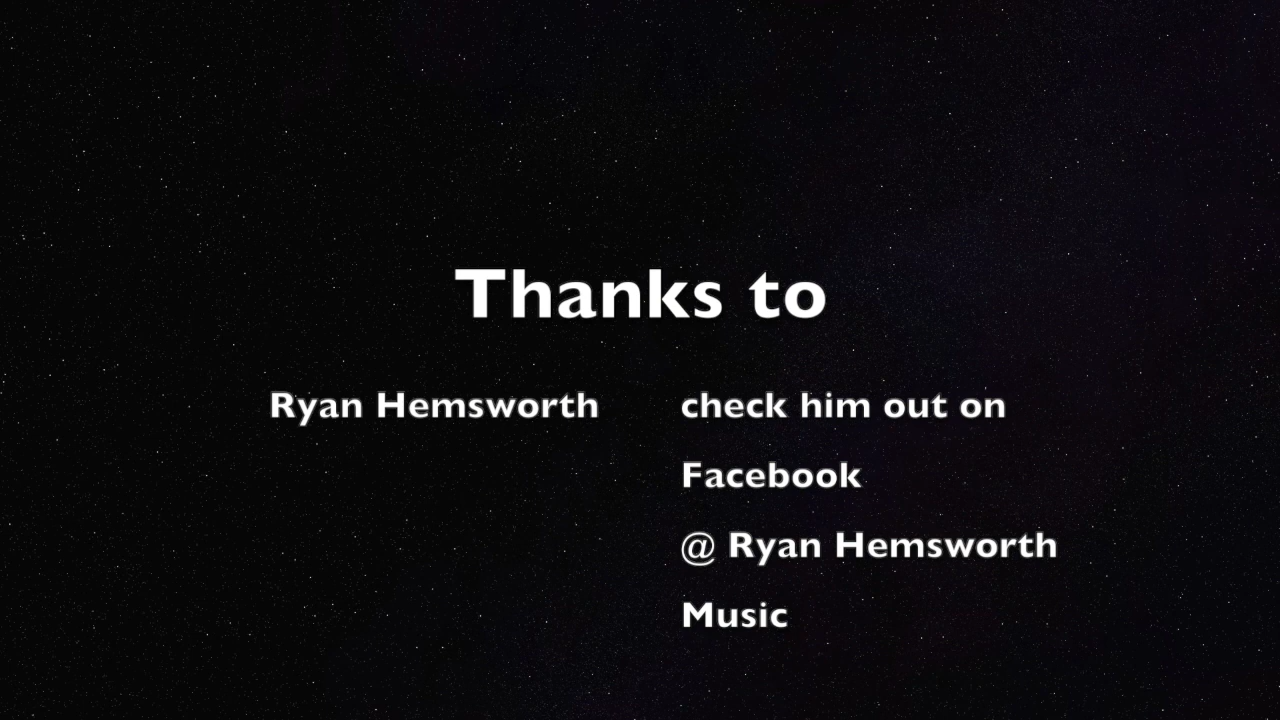 Thanks to
Ryan Hemsworth check him out on
Facebook
@ Ryan Hemsworth
Music